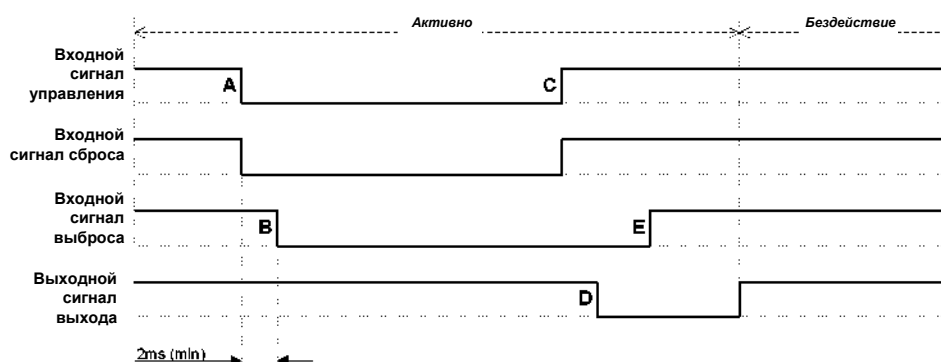 Активно
Бездействие
Входной
сигнал
управления
A
C
Входной
сигнал сброса
Входной
сигнал
выброса
B
E
Выходной
сигнал
выхода
D
2ms (min)